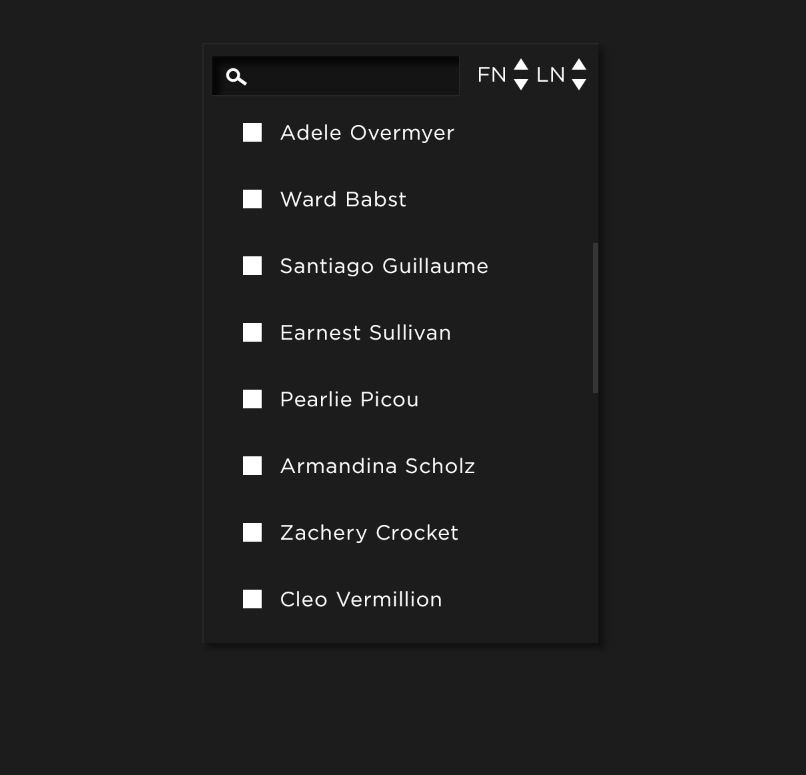 FN LN
Adele Overmyer
Ward Babst
Santiago Guillaume
Earnest Sullivan
Pearlie Picou
Armandina Scholz
Zachery Crocket
Cleo Vermillion